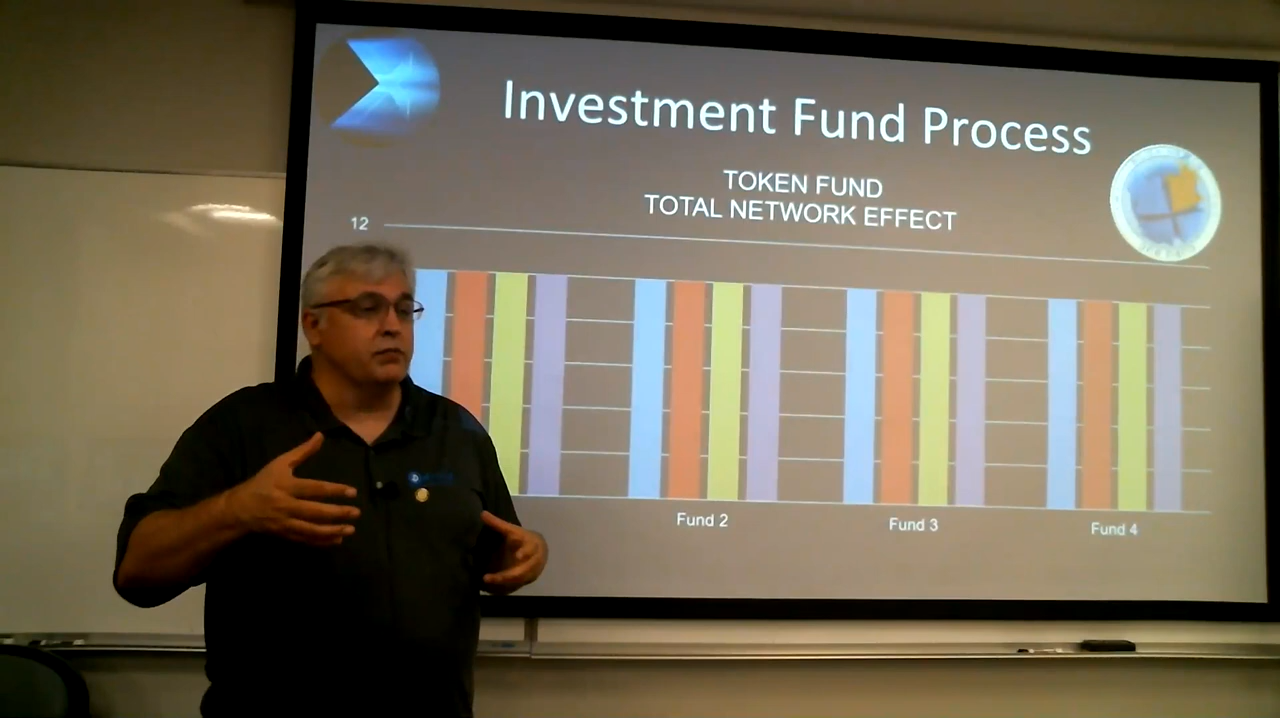 Investment Fund Process
TOKEN FUND
TOTAL NETWORK EFFECT
12
Fund 2
Fund 3
Fund 4